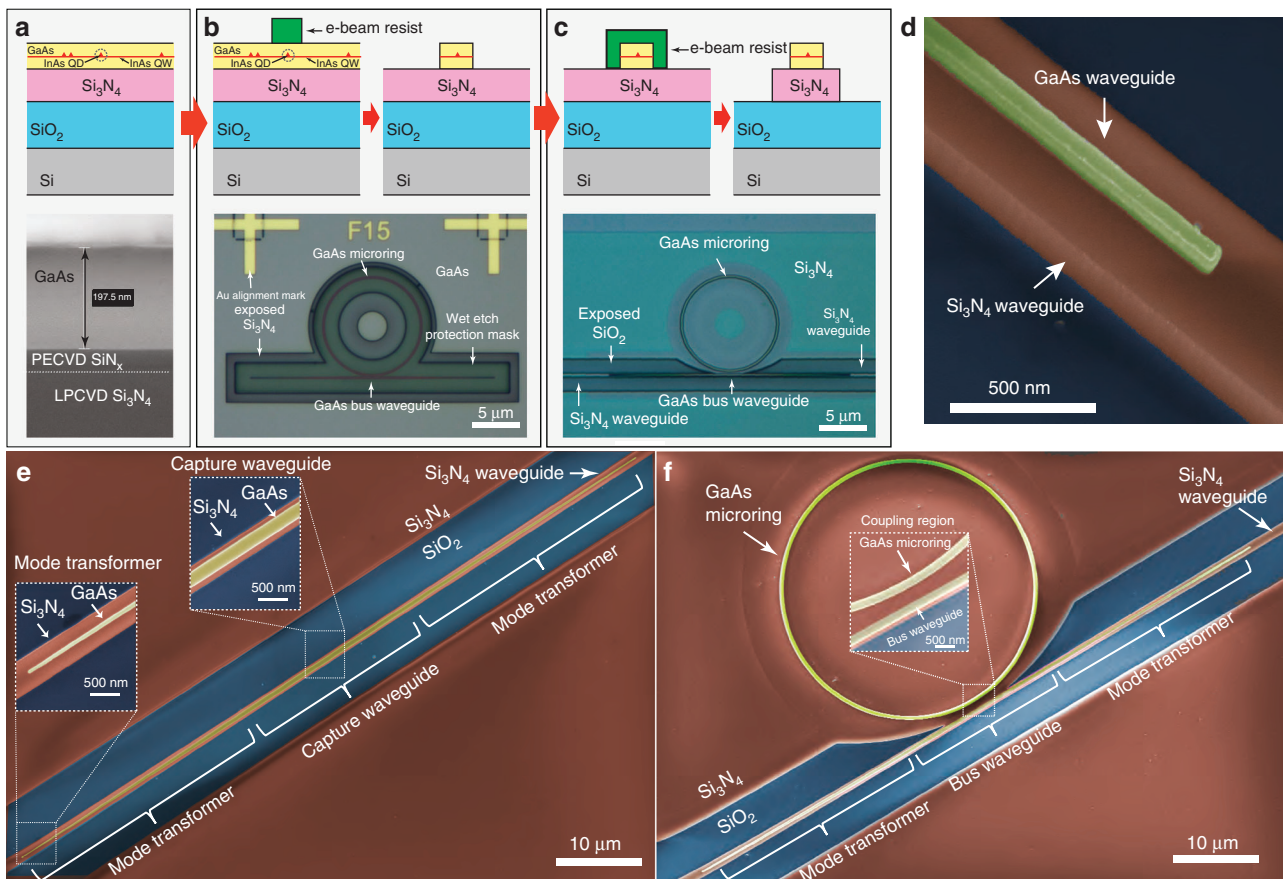 a
GaAs
InAs QD
InAs QW
Si3N4
SiO2
Si
GaAs
197.5 nm
PECVD SiNx
LPCVD Si3N4
b
e-beam resist
GaAs
InAs QD
InAs QW
Si3N4
Si3N4
SiO2
SiO2
Si
Si
F15
GaAs microring
GaAs
Au alignment mark
exposed
Si3N4
Wet etch
protection mask
GaAs bus waveguide
5 μm
c
e-beam resist
Si3N4
Si3N4
SiO2
SiO2
Si
Si
GaAs microring
Si3N4
Exposed
SiO2
Si3N4
waveguide
GaAs bus waveguide
Si3N4 waveguide
5 μm
d
GaAs waveguide
Si3N4 waveguide
500 nm
e
Capture waveguide
Si3N4
GaAs
500 nm
Si3N4 waveguide
Mode transformer
Si3N4
GaAs
500 nm
Si3N4
SiO2
Mode transformer
Capture waveguide
Mode transformer
10 μm
f
GaAs
microring
Coupling region
GaAs microring
Bus waveguide
500 nm
Si3N4
waveguide
Mode transformer
Bus waveguide
Mode transformer
Si3N4
SiO2
10 μm